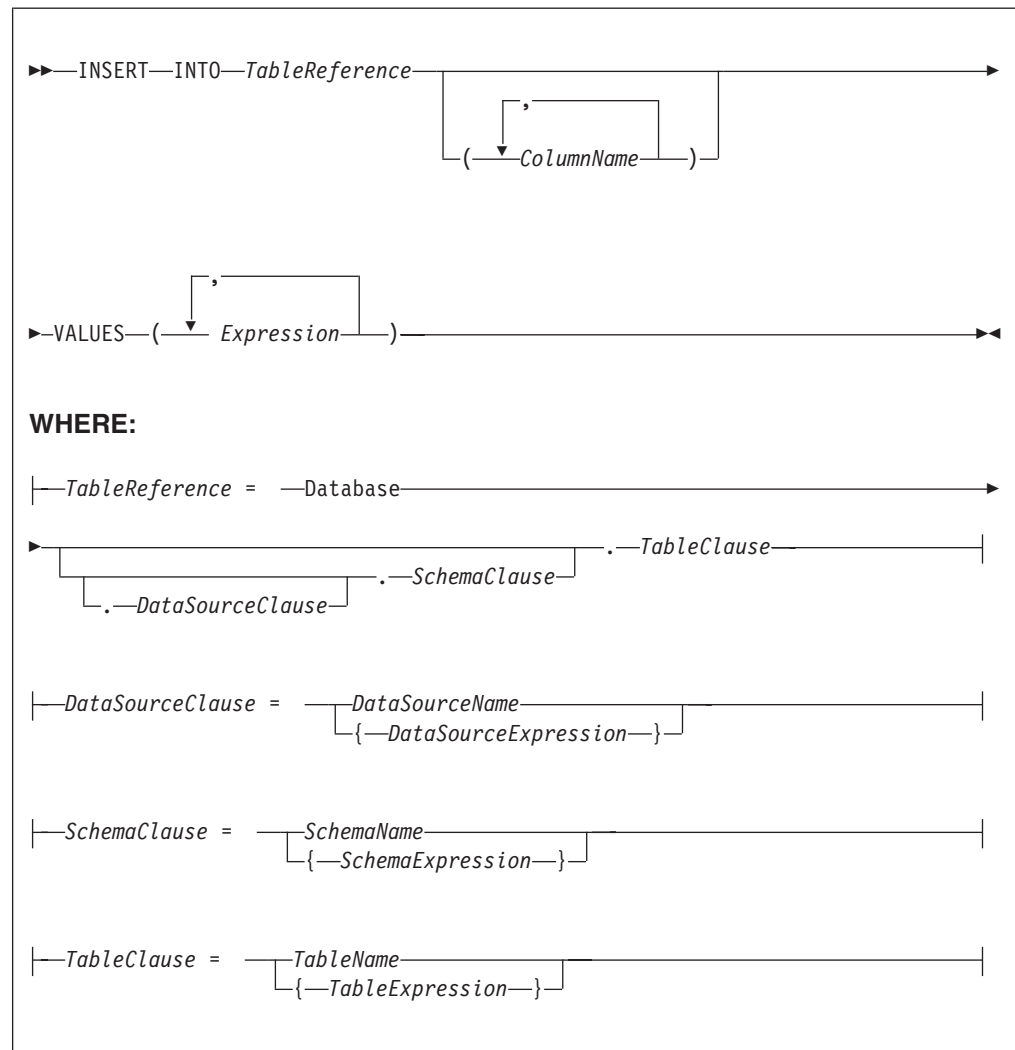 INSERT INTO TableReference
,
( ColumnName )
,
VALUES ( Expression )
WHERE:
TableReference = Database
. TableClause
. SchemaClause
. DataSourceClause
DataSourceClause = DataSourceName
{ DataSourceExpression }
SchemaClause = SchemaName
{ SchemaExpression }
TableClause = TableName
{ TableExpression }